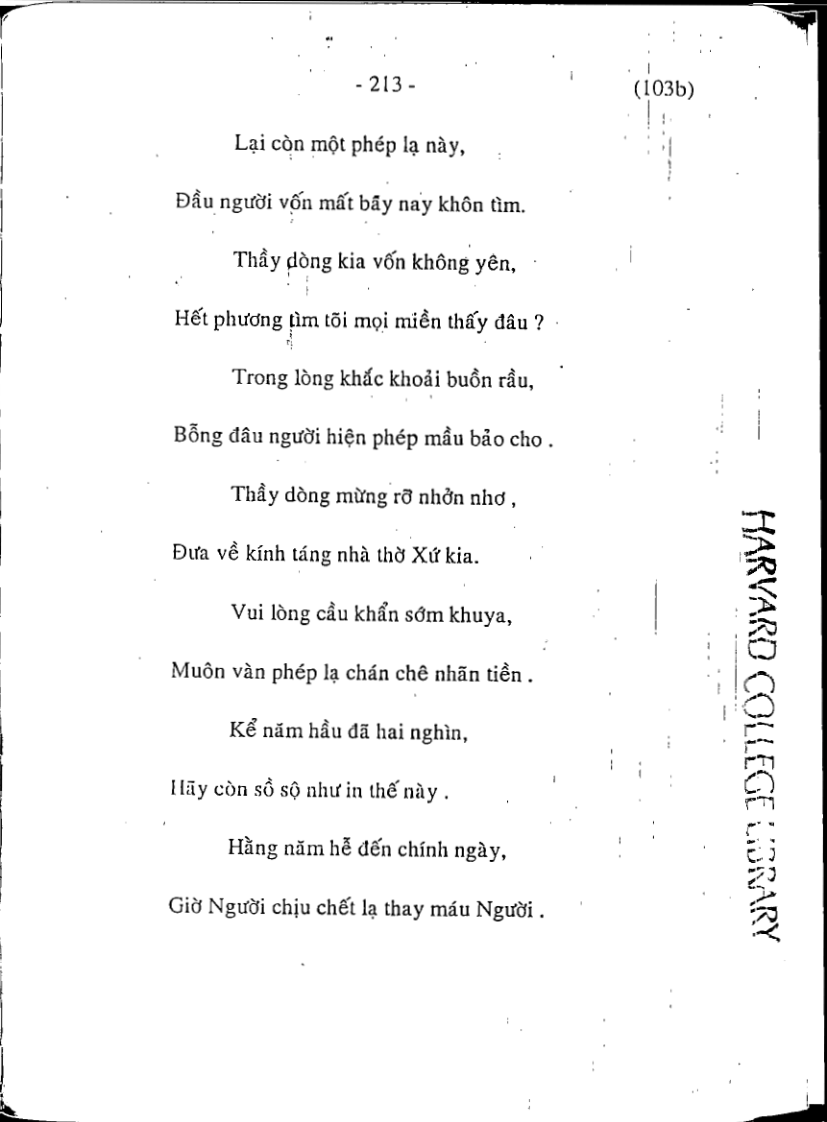 - 213 -
(103b)
Lại còn một phép lạ này,
Đầu người vốn mất bãy nay khôn tìm.
Thầy dòng kia vốn không yên,
Hết phương tìm tõi mọi miền thấy đâu ?
Trong lòng khắc khoải buồn rầu,
Bỗng đâu người hiện phép mầu bảo cho .
Thầy dòng mừng rỡ nhởn nhơ ,
Đưa về kính táng nhà thờ Xứ kia.
Vui lòng cầu khẩn sớm khuya,
Muôn vàn phép lạ chán chê nhãn tiền .
Kể năm hầu đã hai nghìn,
Hãy còn sồ sộ như in thế này .
Hằng năm hễ đến chính ngày,
Giờ Người chịu chết lạ thay máu Người .
HARVARD COLLEGE LIBRARY